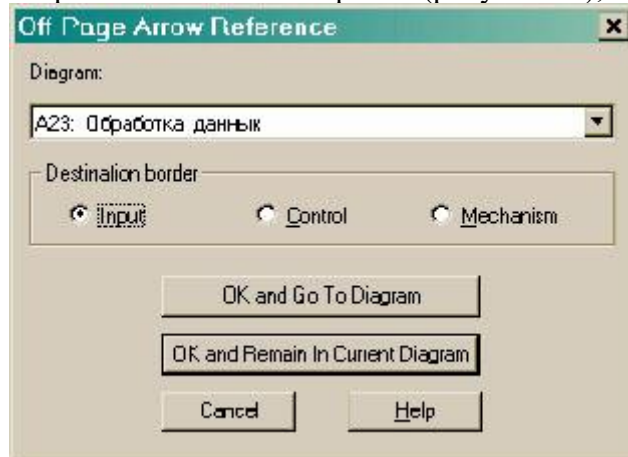 Off Page Arrow Reference
Diagram:
A23: Обработка данных
Destination border
Input Control Mechanism
OK and Go To Diagram
OK and Remain In Current Diagram
Cancel Help